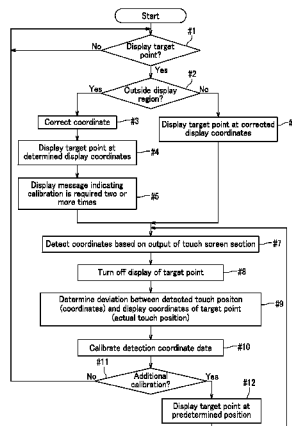 Start
#1
Display target
point?
No
Yes
#2
Outside display
region?
Yes
No
Correct coordinate
#3
Display target point at
determined display coordinates
#4
Display target point at corrected
display coordinates
Display message indicating
calibration is required two
or more times
#5
Detect coordinates based on output of touch screen section
#7
Turn off display of target point
#8
Determine deviation between detected touch positon
(coordinates) and display coordinates of target point
(actual touch position)
#9
Calibrate detection coordinate data
#10
#11
Additional
calibration?
No
Yes
#12
Display target point at
predetermined position